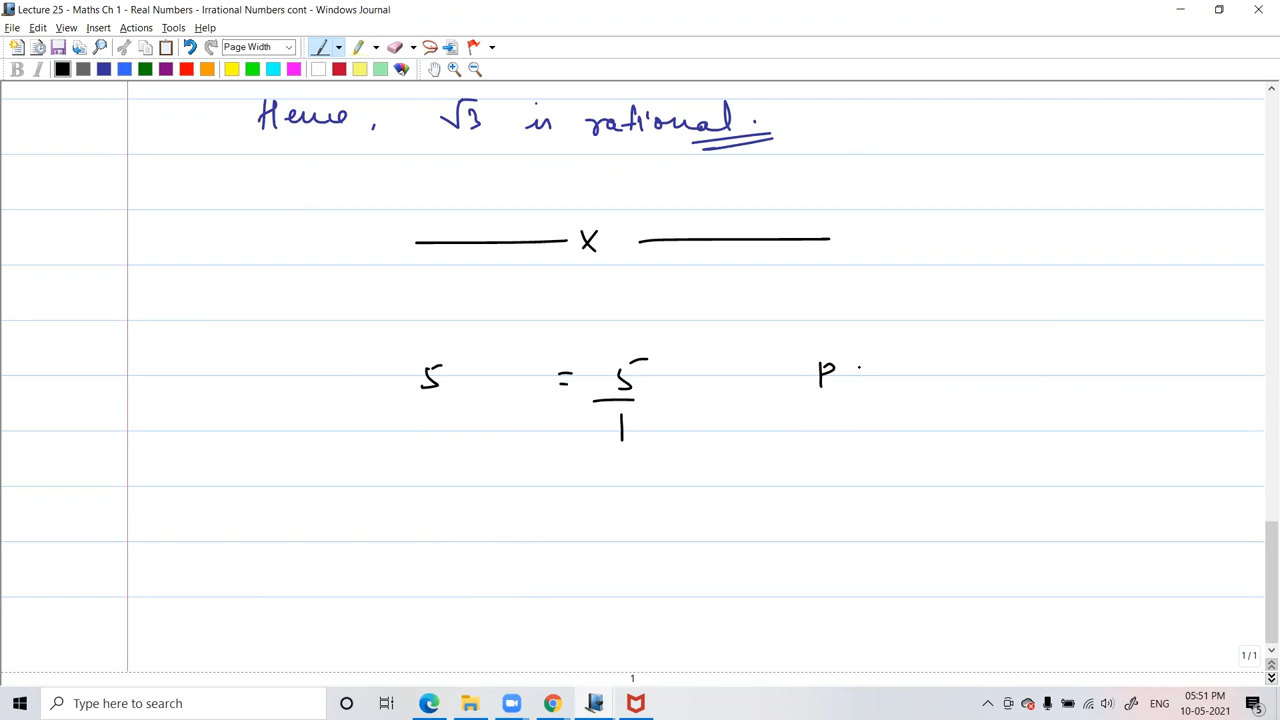 Lecture 25 - Maths Ch 1 - Real Numbers - Irrational Numbers cont - Windows Journal
File Edit View Insert Actions Tools Help
Page Width
B I
Hence, √3 is rational.
X
5 = 5 P
1
1/1
1
Type here to search
ENG
05:51 PM
10-05-2021
5